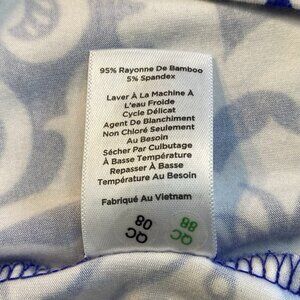 95% Rayonne De Bamboo
5% Spandex
Laver À La Machine À
L'eau Froide
Cycle Délicat
Agent De Blanchiment
Non Chloré Seulement
Au Besoin
Sécher Par Culbutage
À Basse Température
Repasser À Basse
Température Au Besoin
Fabriqué Au Vietnam
QC
08
QC
88